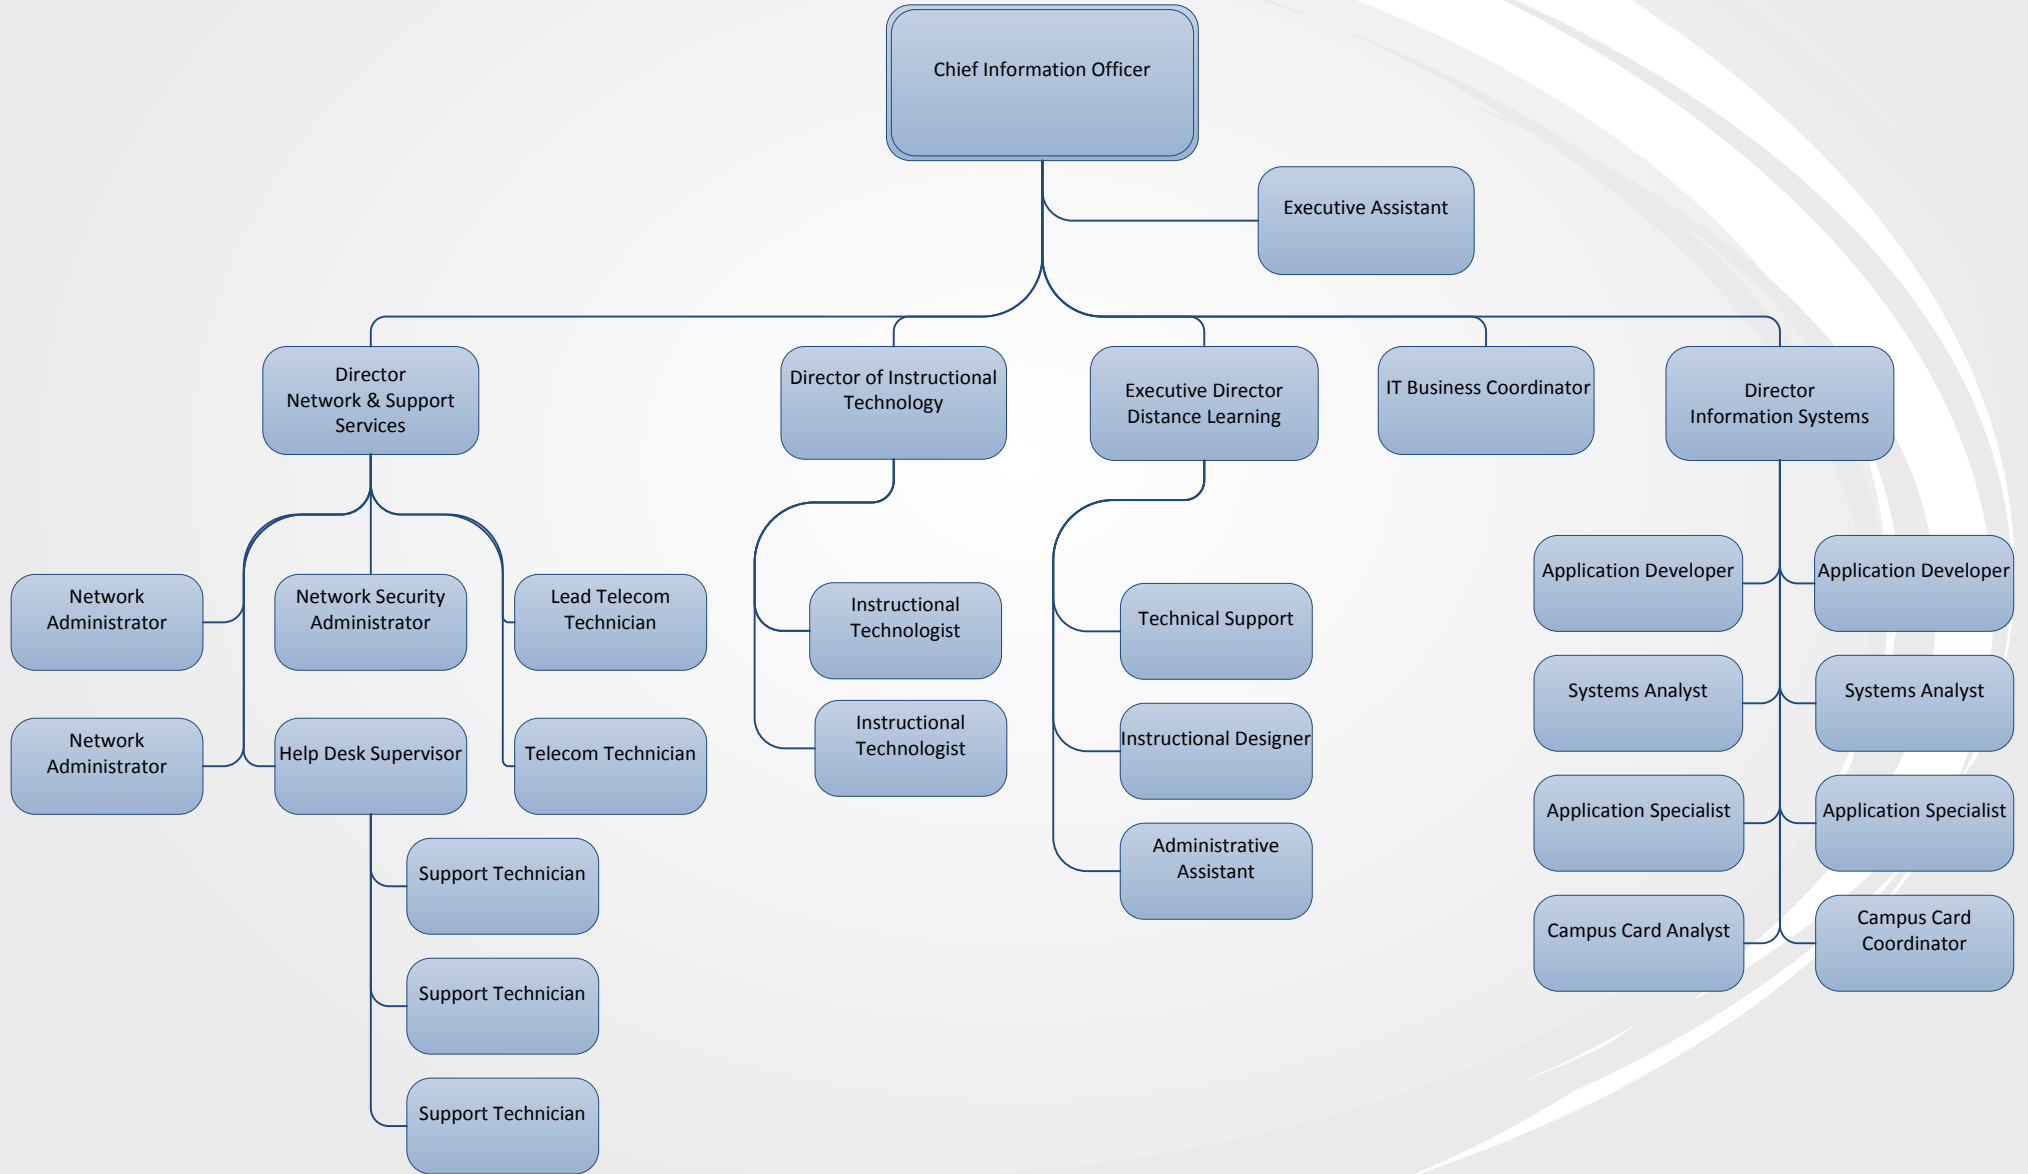 Chief Information Officer
Executive Assistant
Director
Network & Support
Services
Director of Instructional
Technology
Executive Director
Distance Learning
IT Business Coordinator
Director
Information Systems
Network
Administrator
Network Security
Administrator
Lead Telecom
Technician
Network
Administrator
Help Desk Supervisor
Telecom Technician
Support Technician
Support Technician
Support Technician
Instructional
Technologist
Instructional
Technologist
Technical Support
Instructional Designer
Administrative
Assistant
Application Developer
Application Developer
Systems Analyst
Systems Analyst
Application Specialist
Application Specialist
Campus Card Analyst
Campus Card
Coordinator